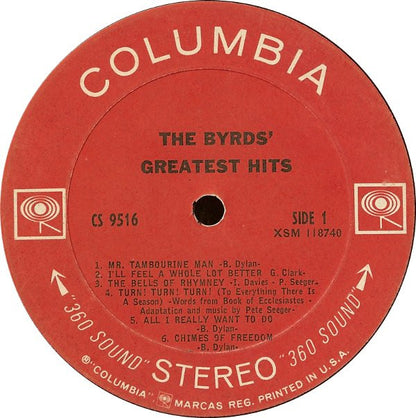 COLUMBIA
THE BYRDS'
GREATEST HITS
CS 9516
SIDE 1
XSM 118740
1. MR. TAMBOURINE MAN -B. Dylan-
2. I'LL FEEL A WHOLE LOT BETTER G. Clark-
3. THE BELLS OF RHYMNEY -I. Davies - P. Seeger-
4. TURN! TURN! TURN! (To Everything There Is
A Season) -Words from Book of Ecclesiastes -
Adaptation and music by Pete Seeger-
5. ALL I REALLY WANT TO DO
-B. Dylan-
6. CHIMES OF FREEDOM
-B. Dylan-
"360 SOUND" STEREO "360 SOUND"
® "COLUMBIA" MARCAS REG. PRINTED IN U.S.A.